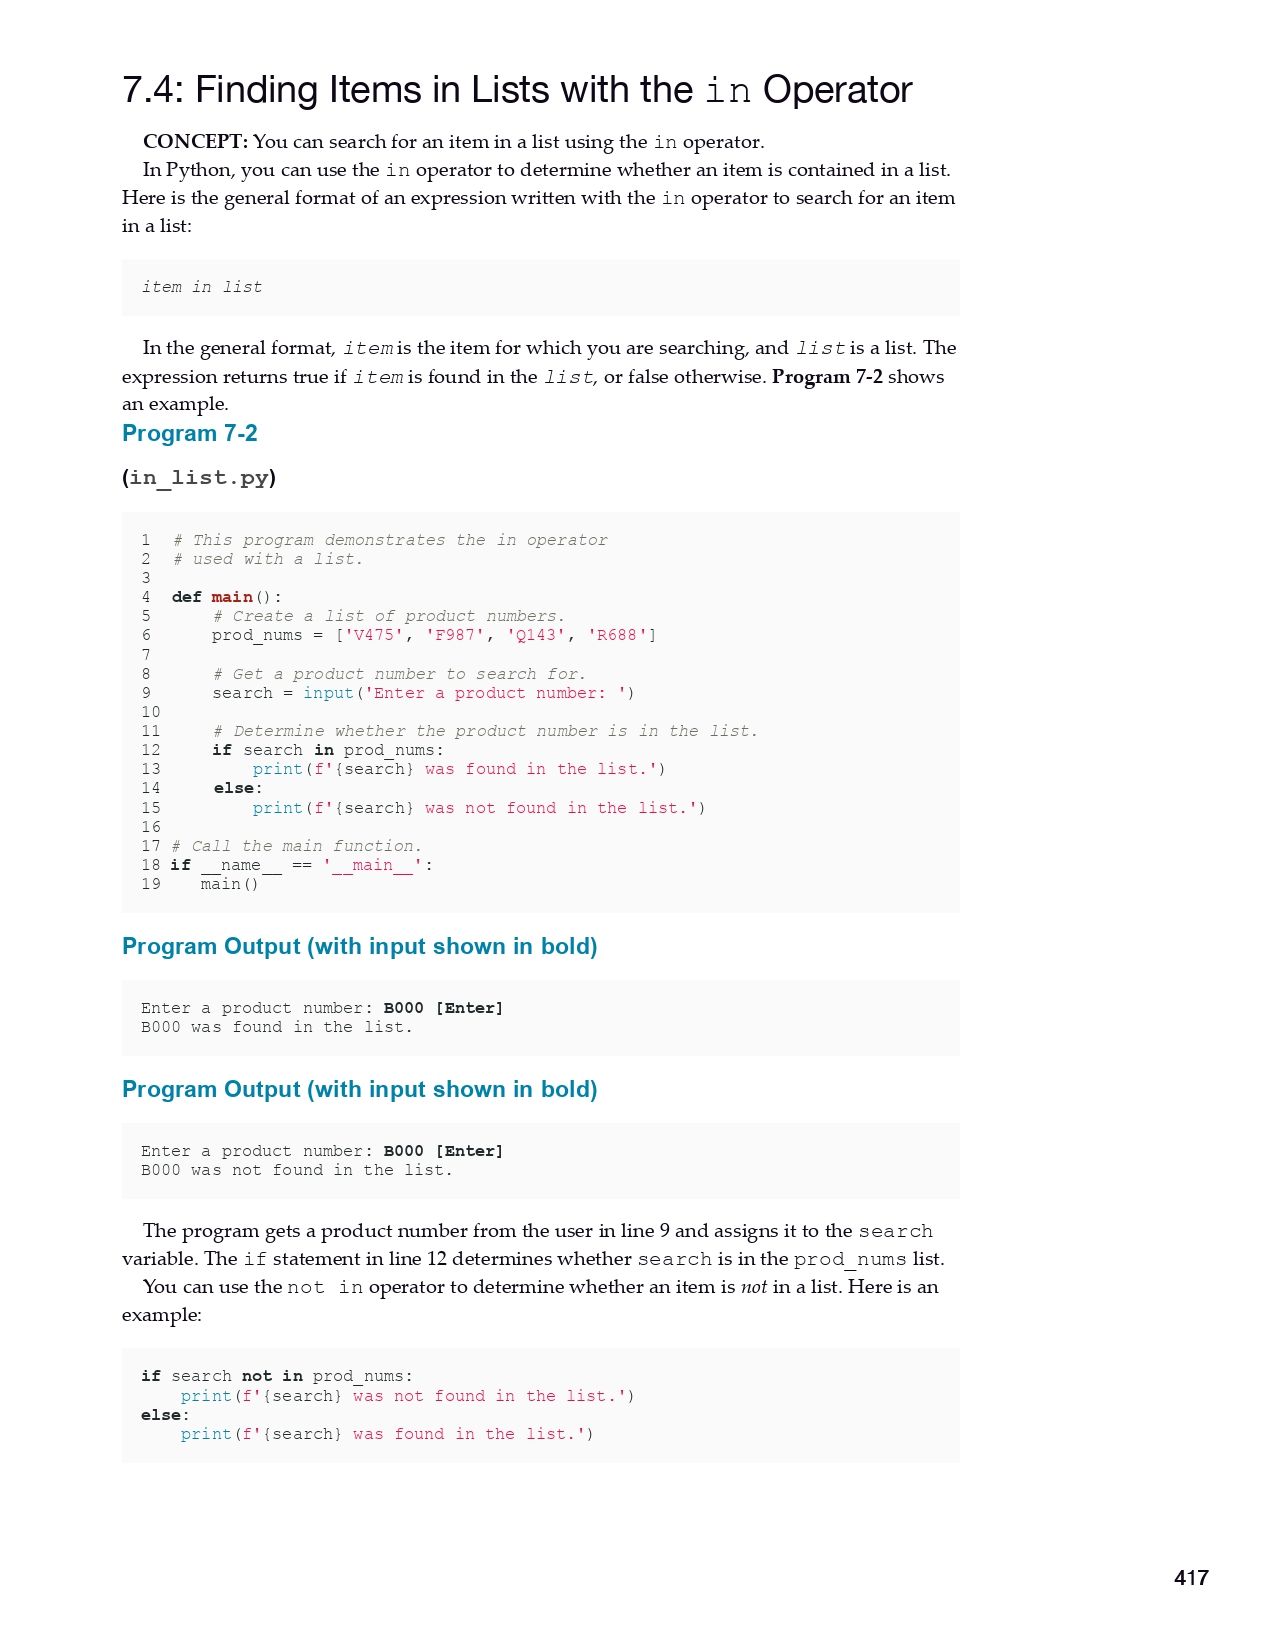 7.4: Finding Items in Lists with the in Operator
CONCEPT: You can search for an item in a list using the in operator.
In Python, you can use the in operator to determine whether an item is contained in a list.
Here is the general format of an expression written with the in operator to search for an item
in a list:
item in list
In the general format, item is the item for which you are searching, and list is a list. The
expression returns true if item is found in the list, or false otherwise. Program 7-2 shows
an example.
Program 7-2
(in_list.py)
1  # This program demonstrates the in operator
2  # used with a list.
3
4  def main():
5      # Create a list of product numbers.
6      prod_nums = ['V475', 'F987', 'Q143', 'R688']
7
8      # Get a product number to search for.
9      search = input('Enter a product number: ')
10
11     # Determine whether the product number is in the list.
12     if search in prod_nums:
13         print(f'{search} was found in the list.')
14     else:
15         print(f'{search} was not found in the list.')
16
17 # Call the main function.
18 if __name__ == '__main__':
19    main()
Program Output (with input shown in bold)
Enter a product number: B000 [Enter]
B000 was found in the list.
Program Output (with input shown in bold)
Enter a product number: B000 [Enter]
B000 was not found in the list.
The program gets a product number from the user in line 9 and assigns it to the search
variable. The if statement in line 12 determines whether search is in the prod_nums list.
You can use the not in operator to determine whether an item is not in a list. Here is an
example:
if search not in prod_nums:
    print(f'{search} was not found in the list.')
else:
    print(f'{search} was found in the list.')
417